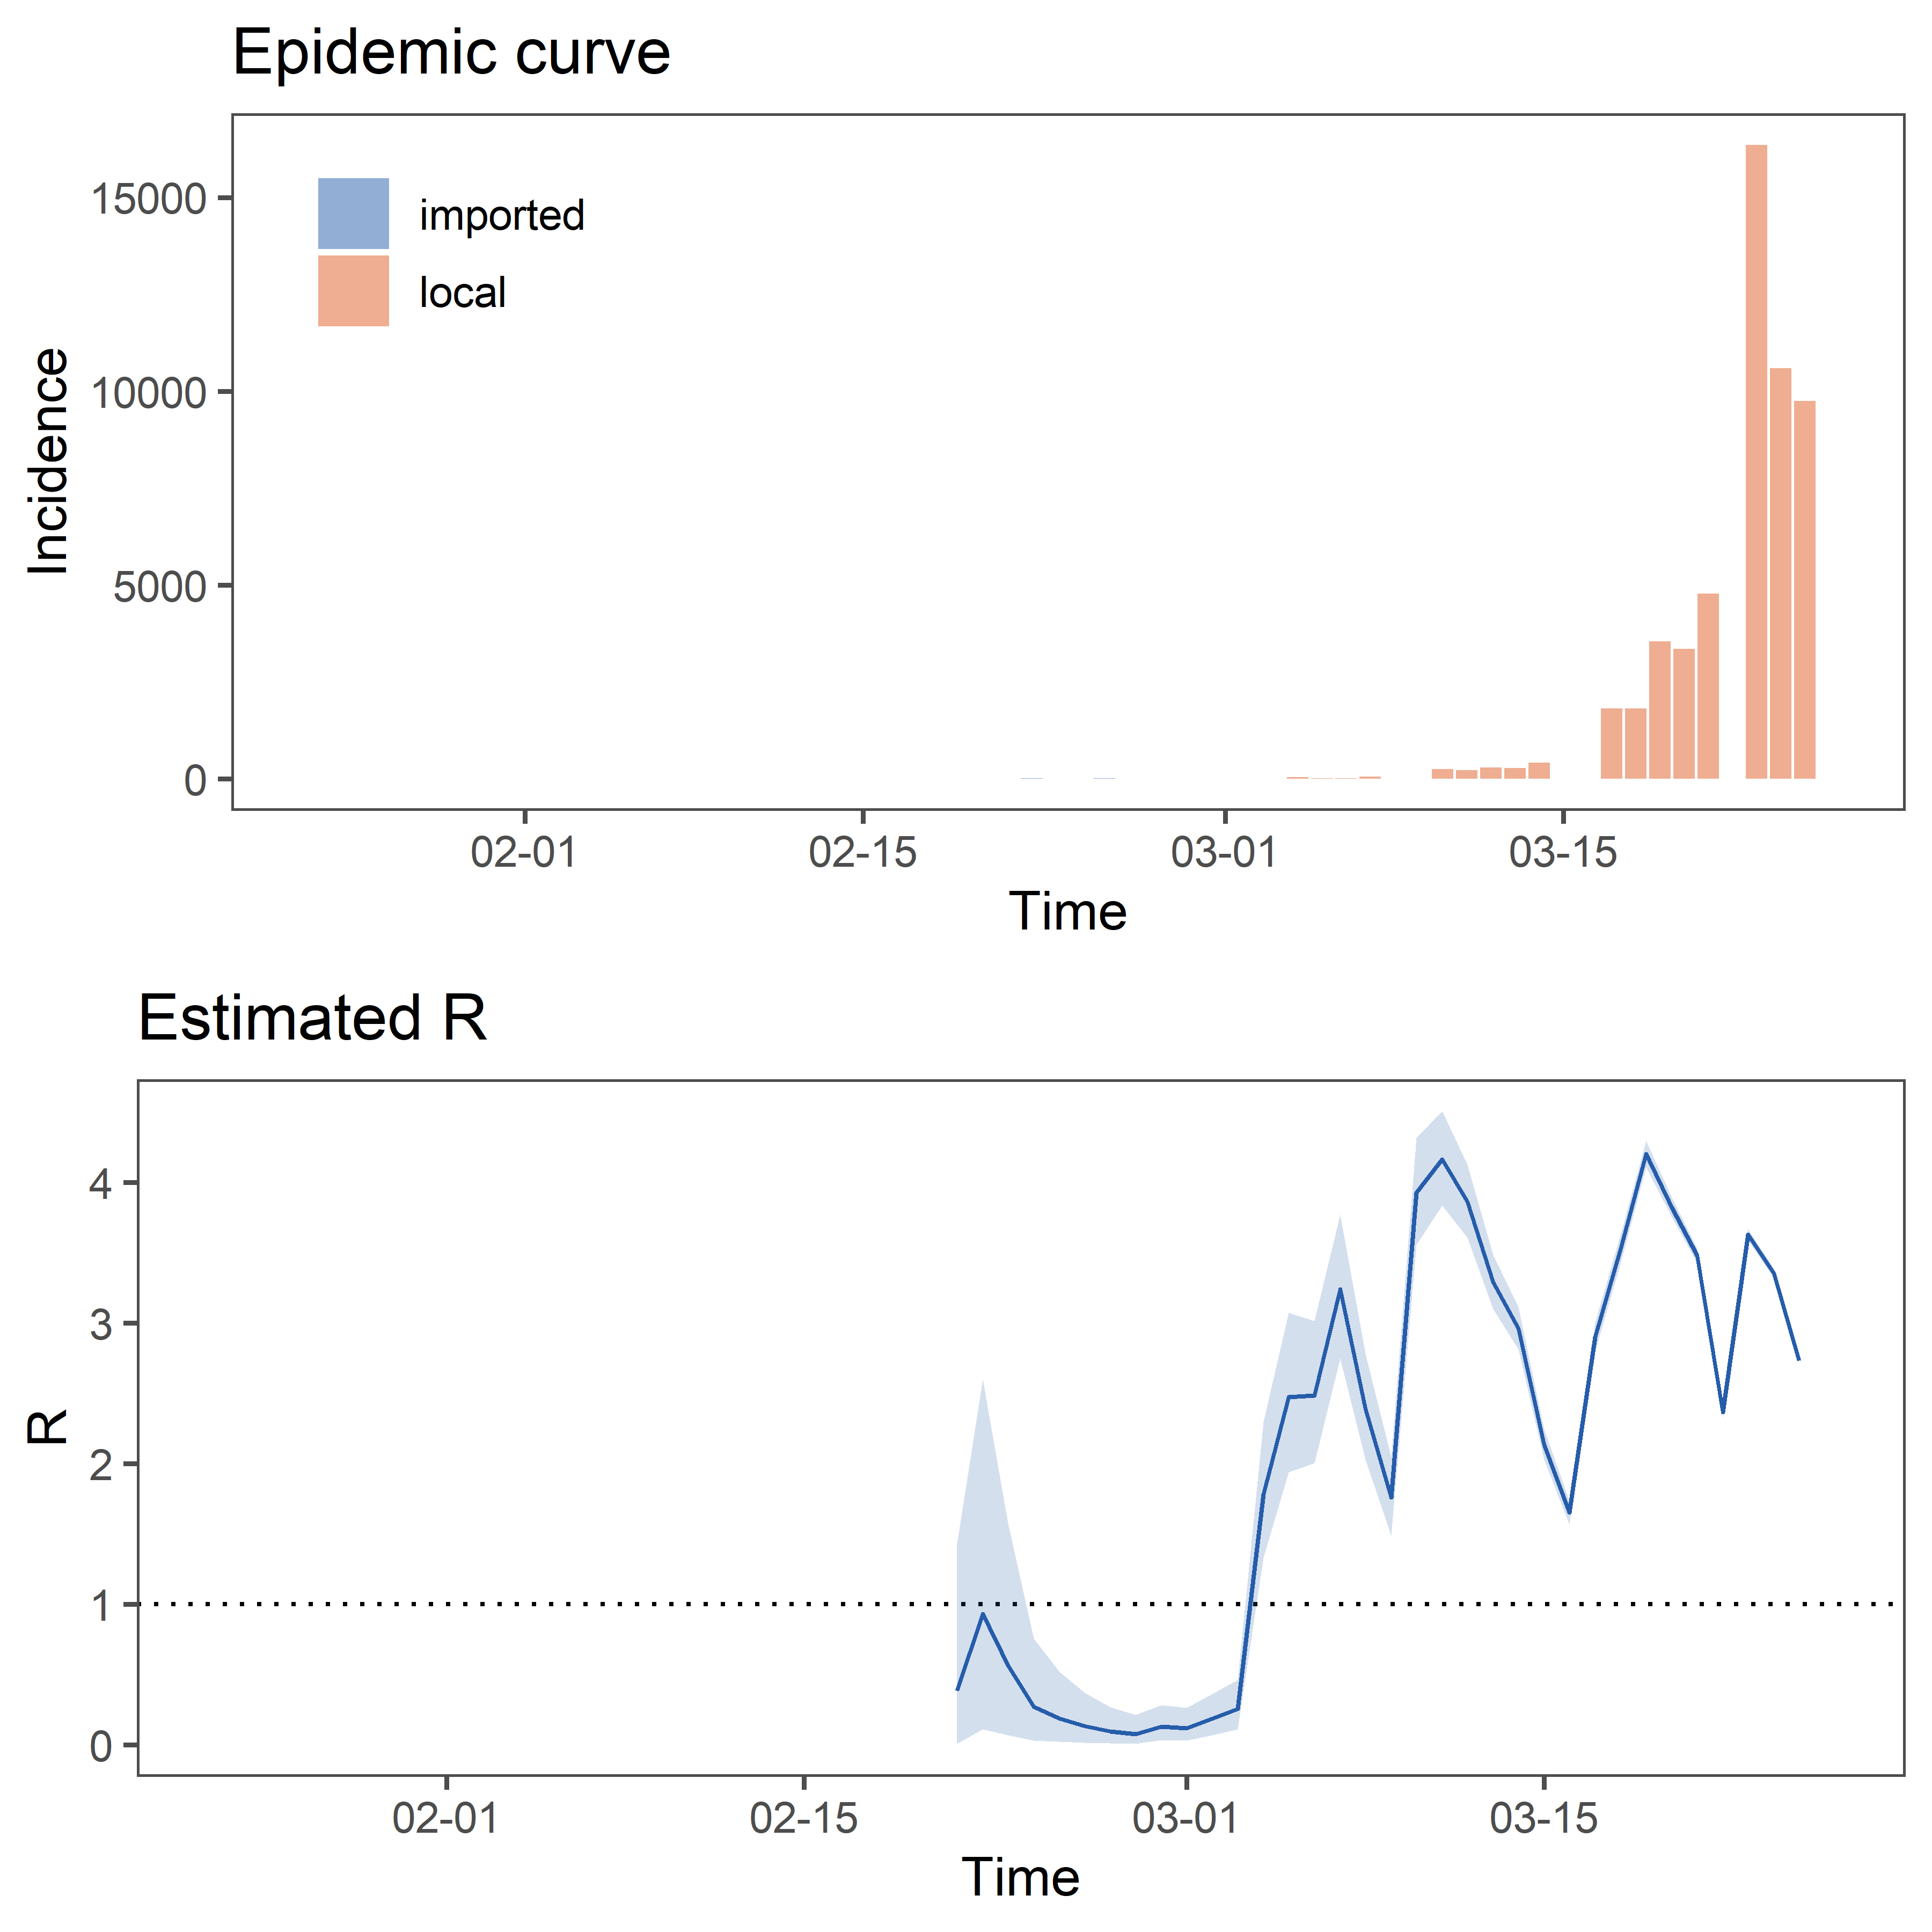 Epidemic curve
imported
local
15000
10000
5000
0
Incidence
02-01 02-15 03-01 03-15
Time
Estimated R
4
3
2
1
0
R
02-01 02-15 03-01 03-15
Time